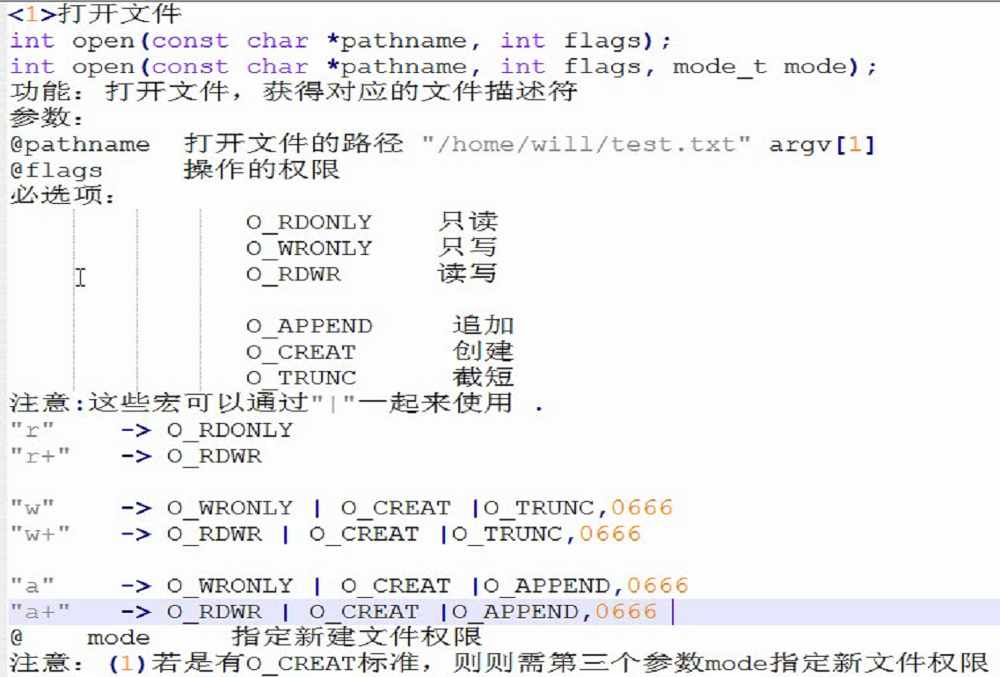 <1>打开文件
int open(const char *pathname, int flags);
int open(const char *pathname, int flags, mode_t mode);
功能: 打开文件, 获得对应的文件描述符
参数:
@pathname 打开文件的路径 "/home/will/test.txt" argv[1]
@flags 操作的权限
必选项:
O_RDONLY 只读
O_WRONLY 只写
O_RDWR 读写
O_APPEND 追加
O_CREAT 创建
O_TRUNC 截短
注意:这些宏可以通过"|"一起来使用 .
"r" -> O_RDONLY
"r+" -> O_RDWR
"w" -> O_WRONLY | O_CREAT |O_TRUNC,0666
"w+" -> O_RDWR | O_CREAT |O_TRUNC,0666
"a" -> O_WRONLY | O_CREAT |O_APPEND,0666
"a+" -> O_RDWR | O_CREAT |O_APPEND,0666
@ mode 指定新建文件权限
注意: (1)若是有O_CREAT标准, 则则需第三个参数mode指定新文件权限